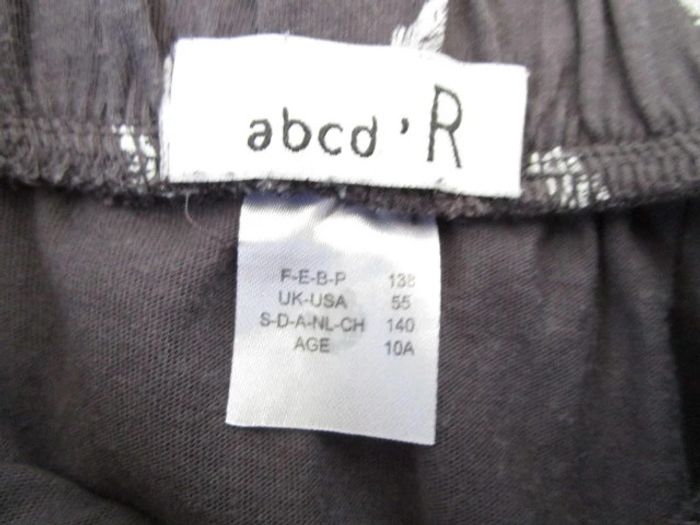 abcd 'R
F-E-B-P 138
UK-USA 55
S-D-A-NL-CH 140
AGE 10A